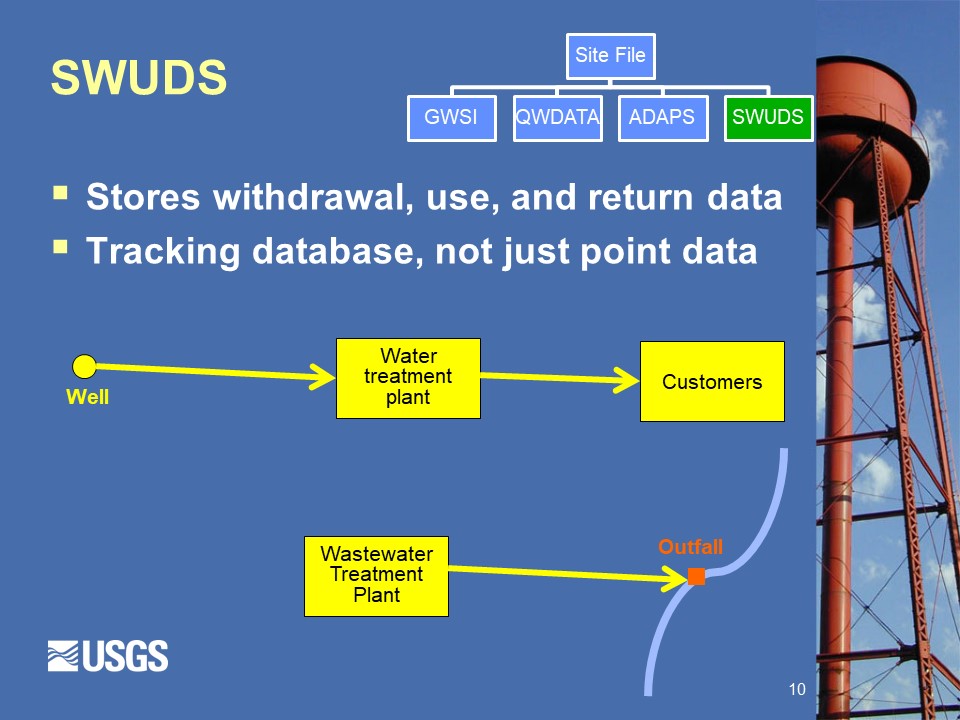 SWUDS
Site File
GWSI
QWDATA
ADAPS
SWUDS
Stores withdrawal, use, and return data
Tracking database, not just point data
Well
Water
treatment
plant
Customers
Wastewater
Treatment
Plant
Outfall
USGS
10